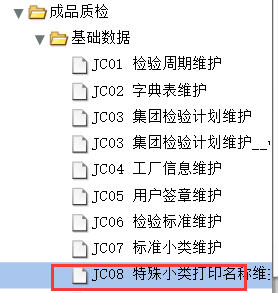 成品质检
基础数据
JC01 检验周期维护
JC02 字典表维护
JC03 集团检验计划维护
JC03 集团检验计划维护__
JC04 工厂信息维护
JC05 用户签章维护
JC06 检验标准维护
JC07 标准小类维护
JC08 特殊小类打印名称维